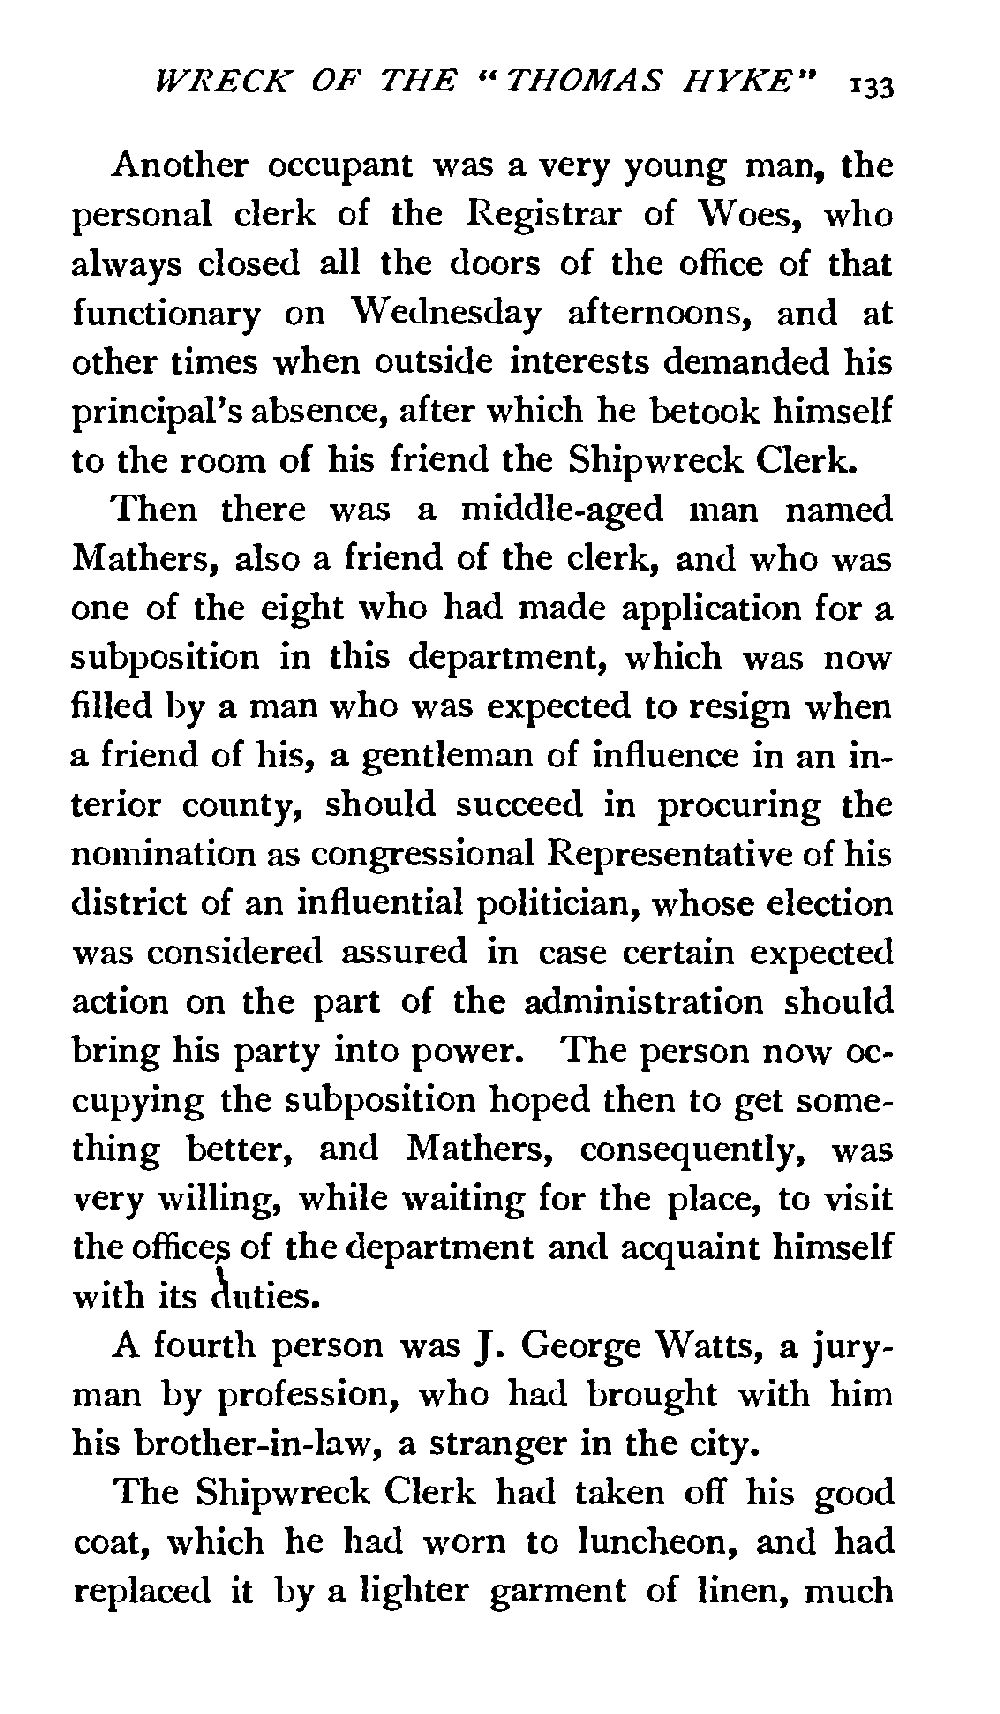 WRECK OF THE "THOMAS HYKE" 133
Another occupant was a very young man, the
personal clerk of the Registrar of Woes, who
always closed all the doors of the office of that
functionary on Wednesday afternoons, and at
other times when outside interests demanded his
principal's absence, after which he betook himself
to the room of his friend the Shipwreck Clerk.
Then there was a middle-aged man named
Mathers, also a friend of the clerk, and who was
one of the eight who had made application for a
subposition in this department, which was now
filled by a man who was expected to resign when
a friend of his, a gentleman of influence in an in-
terior county, should succeed in procuring the
nomination as congressional Representative of his
district of an influential politician, whose election
was considered assured in case certain expected
action on the part of the administration should
bring his party into power. The person now oc-
cupying the subposition hoped then to get some-
thing better, and Mathers, consequently, was
very willing, while waiting for the place, to visit
the offices of the department and acquaint himself
with its duties.
A fourth person was J. George Watts, a jury-
man by profession, who had brought with him
his brother-in-law, a stranger in the city.
The Shipwreck Clerk had taken off his good
coat, which he had worn to luncheon, and had
replaced it by a lighter garment of linen, much